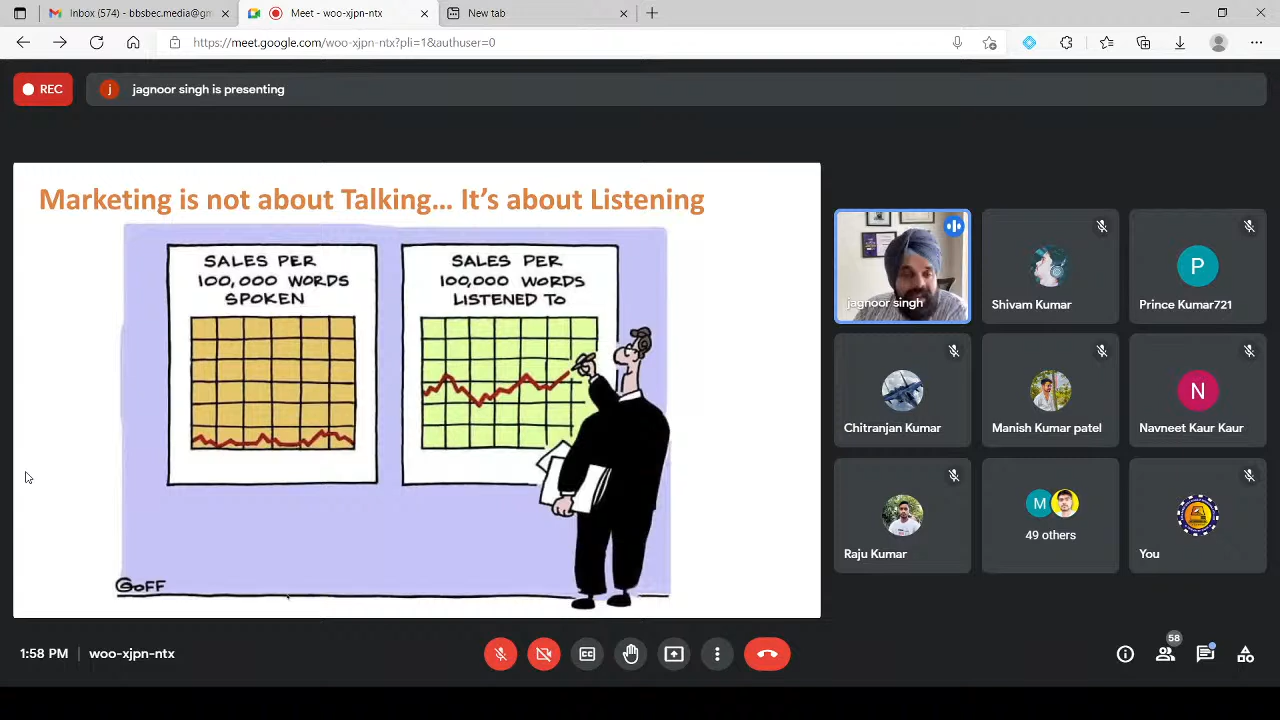 Inbox (574) - bbsbec.media@gm
Meet - woo-xjpn-ntx
New tab
https://meet.google.com/woo-xjpn-ntx?pli=1&authuser=0
REC
j
jagnoor singh is presenting
Marketing is not about Talking... It's about Listening
SALES PER
100,000 WORDS
SPOKEN
SALES PER
100,000 WORDS
LISTENED TO
GOFF
jagnoor singh
Shivam Kumar
P
Prince Kumar721
Chitranjan Kumar
Manish Kumar patel
N
Navneet Kaur Kaur
Raju Kumar
M
49 others
You
1:58 PM
woo-xjpn-ntx
CC
58